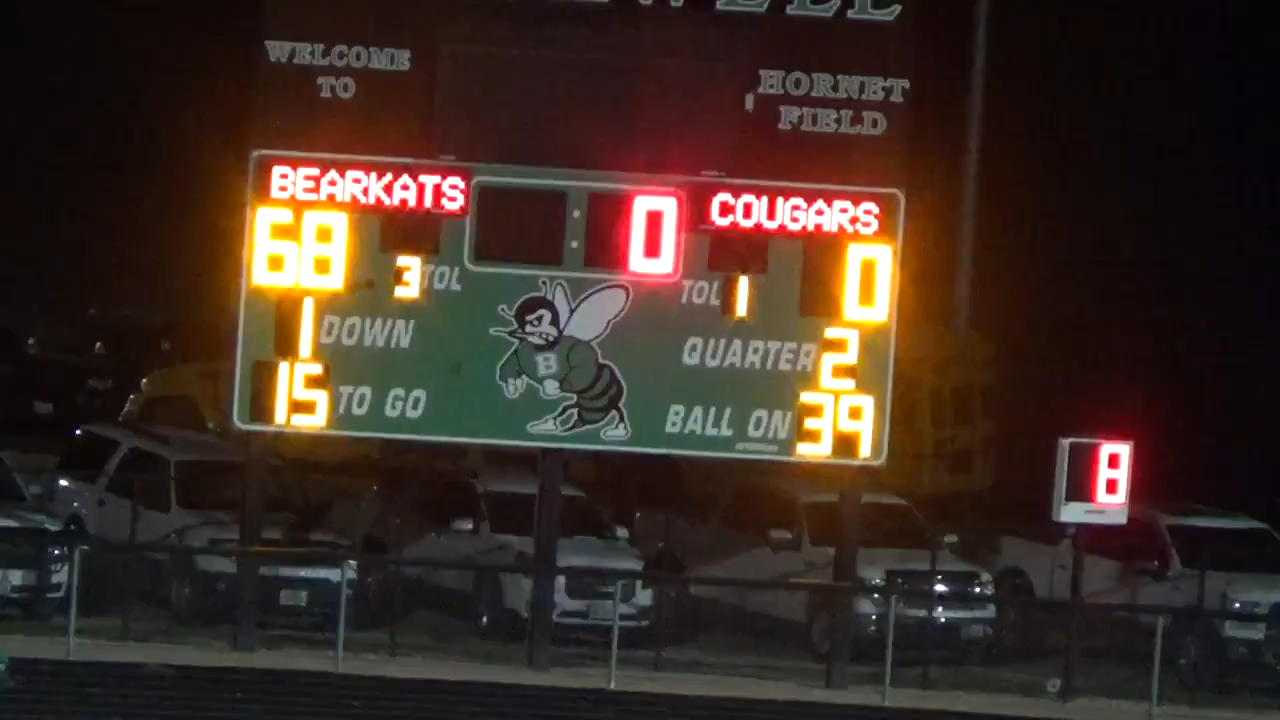 WELCOME
TO
HORNET
FIELD
BEARKATS
: 0
COUGARS
68
3 TOL
TOL 1
0
1 DOWN
QUARTER 2
15 TO GO
BALL ON 39
B
8